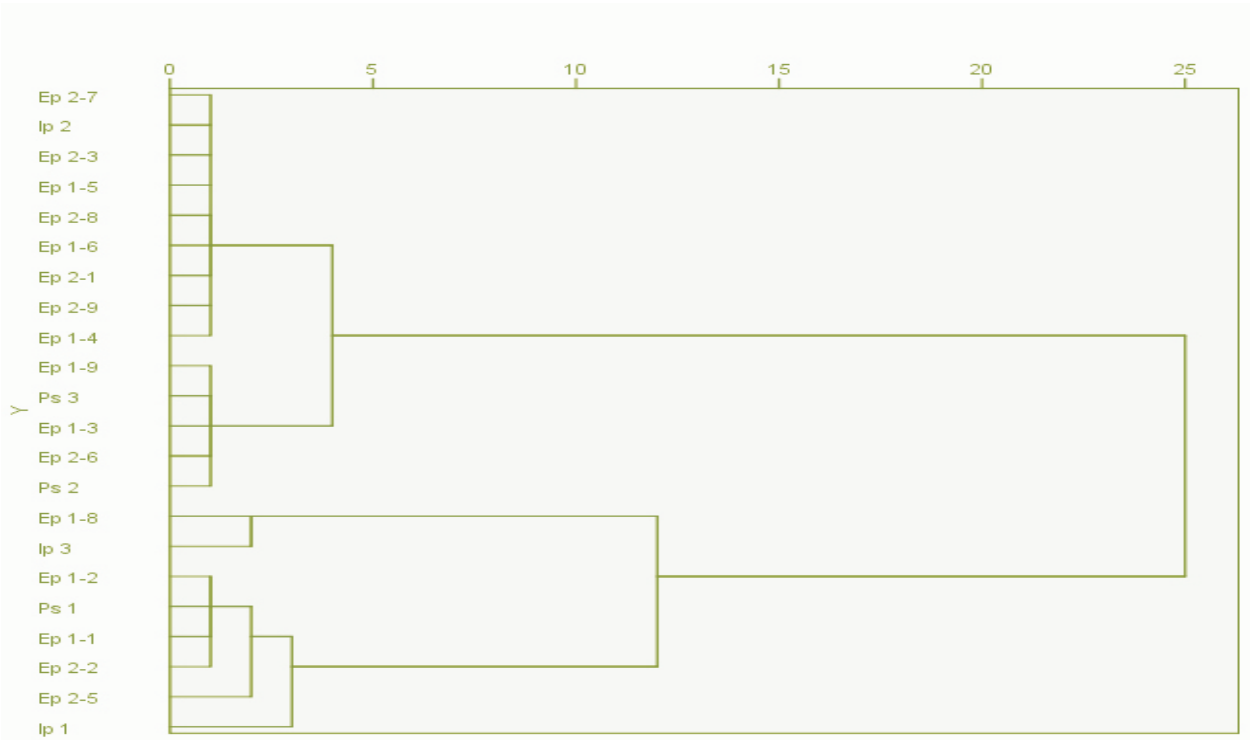 0 5 10 15 20 25
Ep 2-7
Ip 2
Ep 2-3
Ep 1-5
Ep 2-8
Ep 1-6
Ep 2-1
Ep 2-9
Ep 1-4
Ep 1-9
Ps 3
Y
Ep 1-3
Ep 2-6
Ps 2
Ep 1-8
Ip 3
Ep 1-2
Ps 1
Ep 1-1
Ep 2-2
Ep 2-5
Ip 1